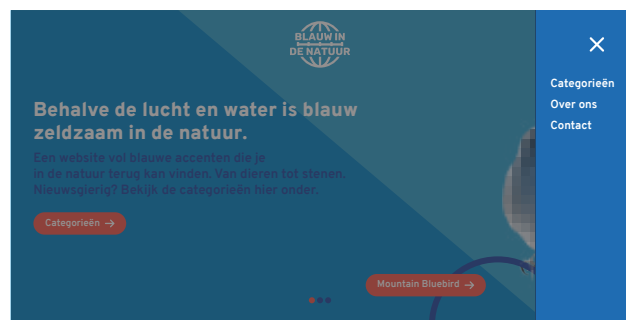 BLAUW IN
DE NATUUR
Categorieën
Over ons
Contact
Behalve de lucht en water is blauw
zeldzaam in de natuur.
Een website vol blauwe accenten die je
in de natuur terug kan vinden. Van dieren tot stenen.
Nieuwsgierig? Bekijk de categorieën hier onder.
Categorieën →
Mountain Bluebird →